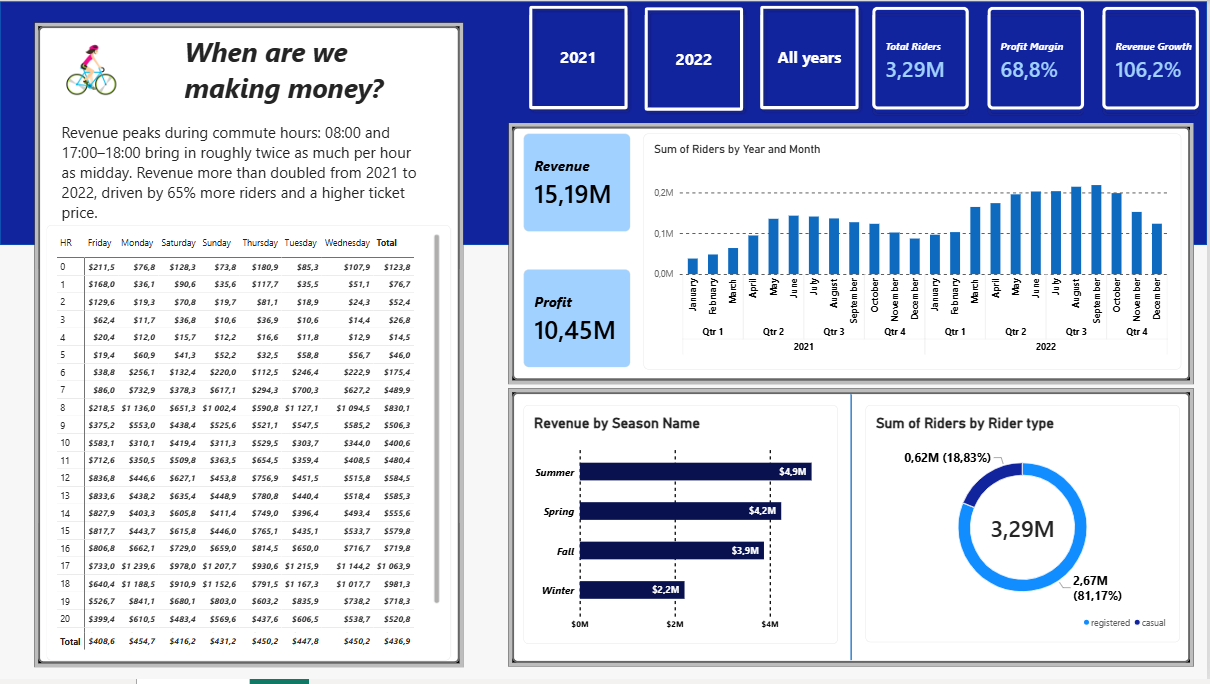 When are we
making money?
Revenue peaks during commute hours: 08:00 and
17:00–18:00 bring in roughly twice as much per hour
as midday. Revenue more than doubled from 2021 to
2022, driven by 65% more riders and a higher ticket
price.
HR Friday Monday Saturday Sunday Thursday Tuesday Wednesday Total
0 $211,5 $76,8 $128,3 $73,8 $180,9 $85,3 $107,9 $123,8
1 $168,0 $36,1 $90,6 $35,6 $117,7 $35,5 $51,1 $76,7
2 $129,6 $19,3 $70,8 $19,7 $81,1 $18,9 $24,3 $52,4
3 $62,4 $11,7 $36,8 $10,6 $36,9 $10,6 $14,4 $26,8
4 $20,4 $12,0 $15,7 $12,2 $16,6 $11,8 $12,9 $14,5
5 $19,4 $60,9 $41,3 $52,2 $32,5 $58,8 $56,7 $46,0
6 $38,8 $256,1 $132,4 $220,0 $112,5 $246,4 $222,9 $175,4
7 $86,0 $732,9 $378,3 $617,1 $294,3 $700,3 $627,2 $489,9
8 $218,5 $1 136,0 $651,3 $1 002,4 $590,8 $1 127,1 $1 094,5 $830,1
9 $375,2 $553,0 $438,4 $525,6 $521,1 $547,5 $585,2 $506,3
10 $583,1 $310,1 $419,4 $311,3 $529,5 $303,7 $344,0 $400,6
11 $712,6 $350,5 $509,8 $363,5 $654,5 $359,4 $408,5 $480,4
12 $836,8 $446,6 $627,1 $453,8 $756,9 $451,5 $515,8 $584,5
13 $833,6 $438,2 $635,4 $448,9 $780,8 $440,4 $518,4 $585,3
14 $827,9 $403,3 $605,8 $411,4 $749,0 $396,4 $493,4 $555,6
15 $817,7 $443,7 $615,8 $446,0 $765,1 $435,1 $533,7 $579,8
16 $806,8 $662,1 $729,0 $659,0 $814,5 $650,0 $716,7 $719,8
17 $733,0 $1 239,6 $978,0 $1 207,7 $930,6 $1 215,9 $1 144,2 $1 063,9
18 $640,4 $1 188,5 $910,9 $1 152,6 $791,5 $1 167,3 $1 017,7 $981,3
19 $526,7 $841,1 $680,1 $803,0 $603,2 $835,9 $738,2 $718,3
20 $399,4 $610,5 $483,4 $569,6 $437,6 $606,5 $538,7 $520,8
Total $408,6 $454,7 $416,2 $431,2 $450,2 $447,8 $450,2 $436,9
2021
2022
All years
Total Riders
3,29M
Profit Margin
68,8%
Revenue Growth
106,2%
Revenue
15,19M
Profit
10,45M
Sum of Riders by Year and Month
0,2M
0,1M
0,0M
January February March April May June July August September October November December January February March April May June July August September October November December
Qtr 1 Qtr 2 Qtr 3 Qtr 4 Qtr 1 Qtr 2 Qtr 3 Qtr 4
2021 2022
Revenue by Season Name
Summer $4,9M
Spring $4,2M
Fall $3,9M
Winter $2,2M
$0M $2M $4M
Sum of Riders by Rider type
0,62M (18,83%)
3,29M
2,67M
(81,17%)
registered casual